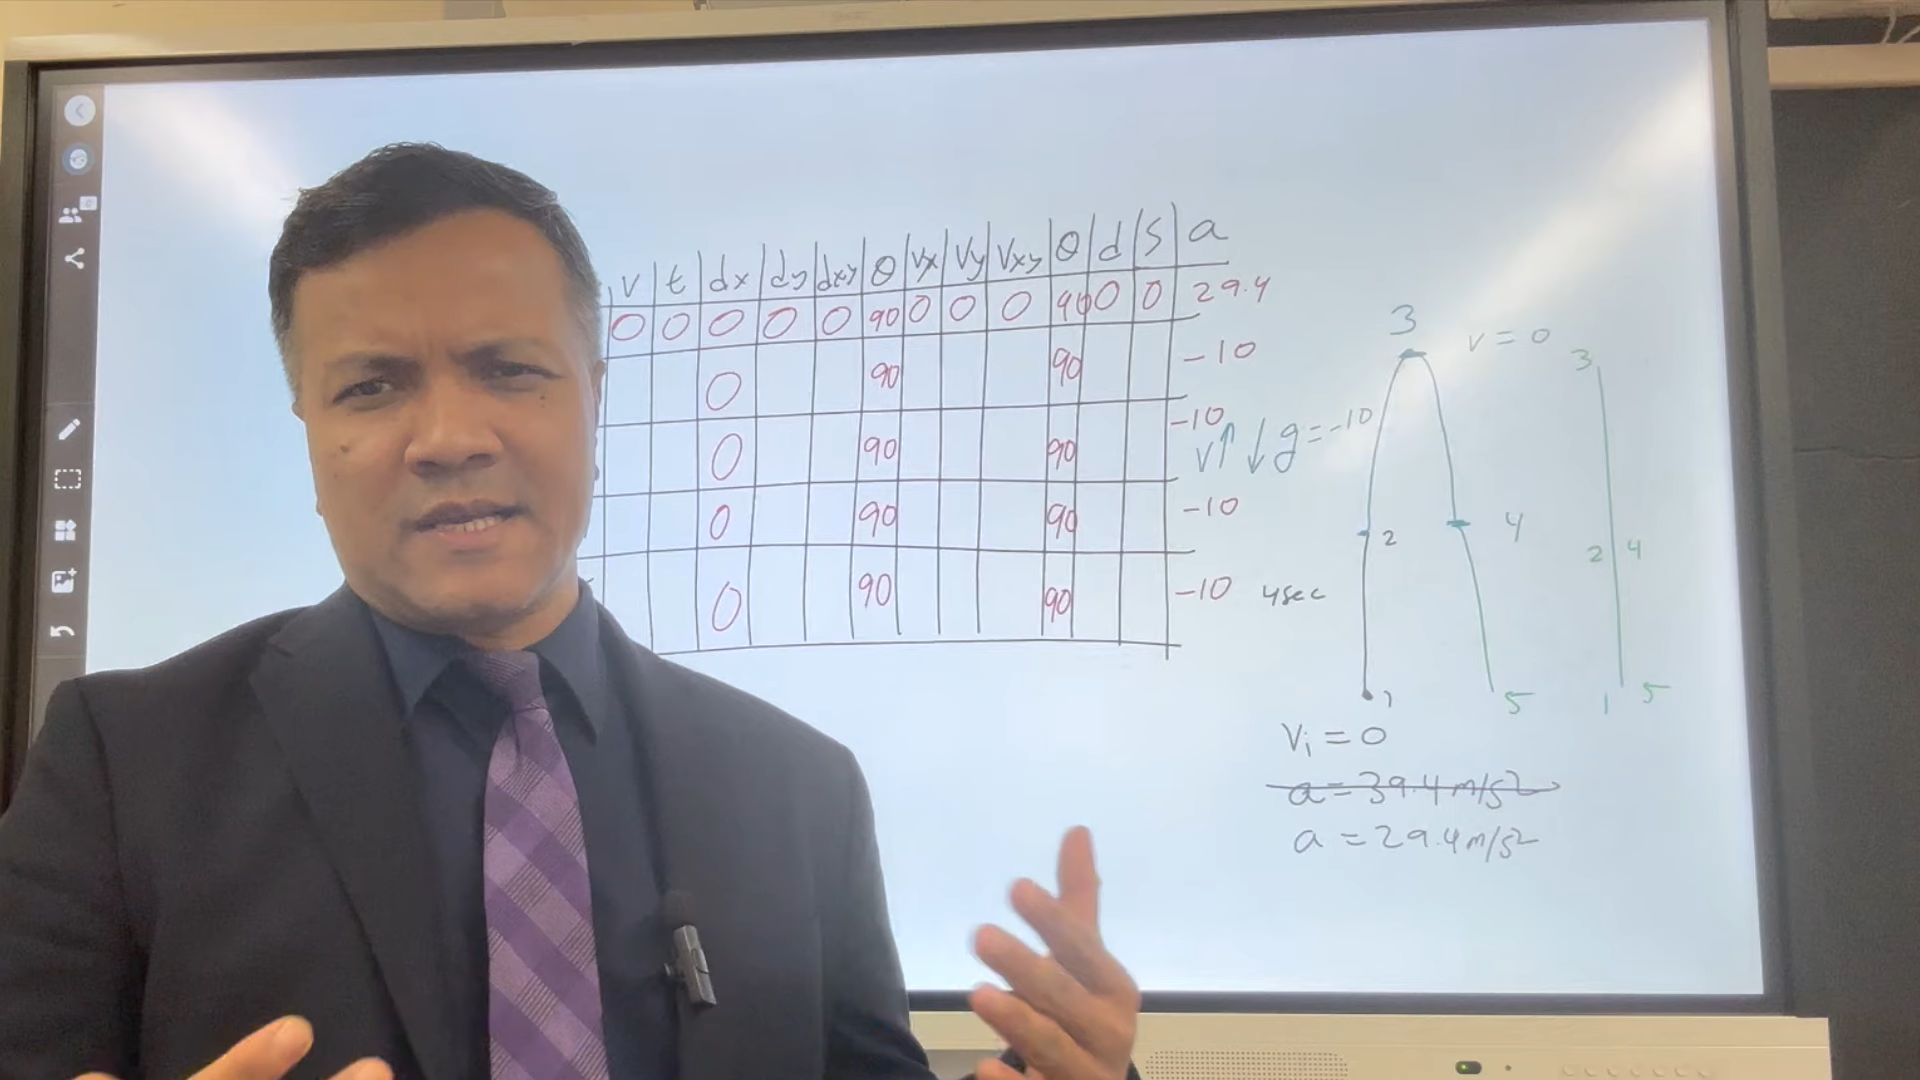 v t dx dy dxy θ Vx Vy Vxy θ d S a
0 0 0 0 0 90 0 0 0 90 0 0 29.4
0 90 90 -10
0 90 90 -10
0 90 90 -10
0 90 90 -10 4sec
v↑ ↓g=-10
3 v = 0
2 4
1 5
3
2 4
1 5
Vi = 0
a = 39.4 m/s2
a = 29.4 m/s2